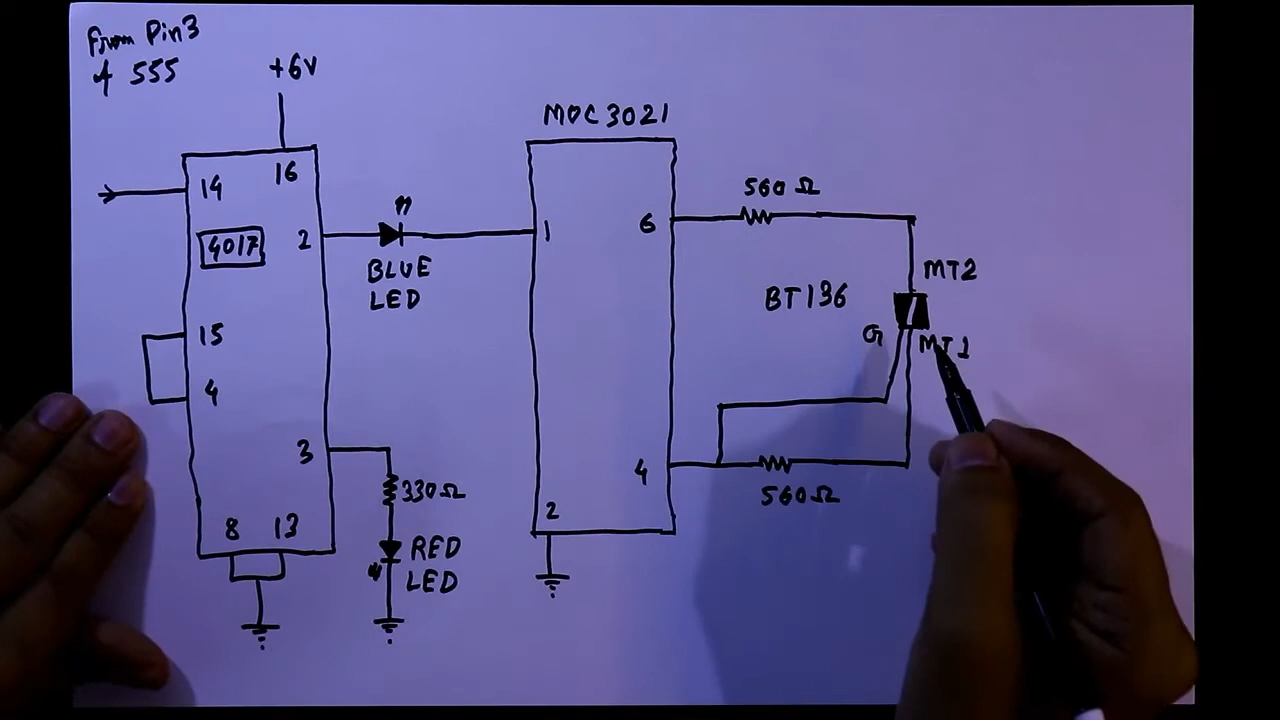 From Pin3
of 555
+6V
14
16
4017
2
15
4
3
8
13
BLUE
LED
330Ω
RED
LED
MOC3021
1
6
4
2
560Ω
MT2
BT136
G
MT1
560Ω